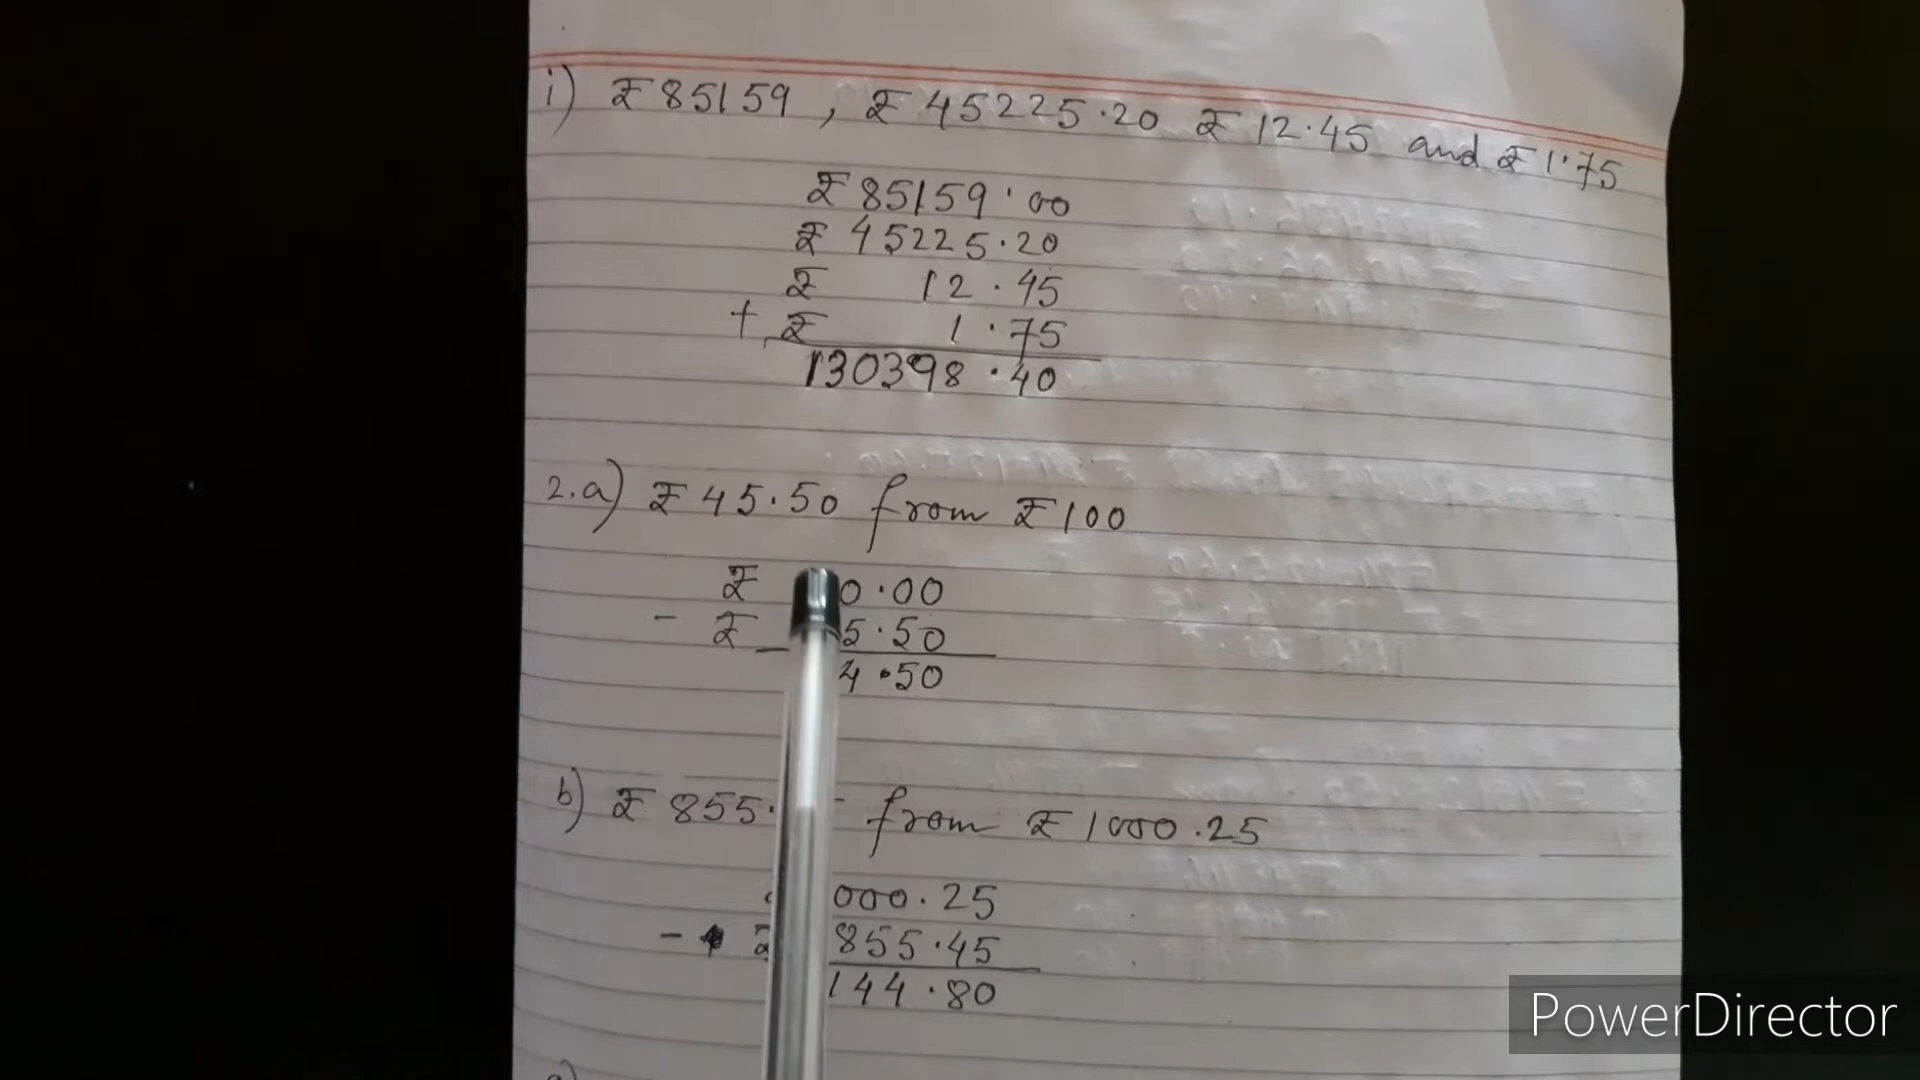 i) ₹85159, ₹45225.20 ₹12.45 and ₹1.75
₹85159.00
₹45225.20
₹ 12.45
+ ₹ 1.75
130398.40
2.a) ₹45.50 from ₹100
₹ 0.00
- ₹ 5.50
4.50
b) ₹855. from ₹1000.25
000.25
- ₹ 855.45
144.80
PowerDirector